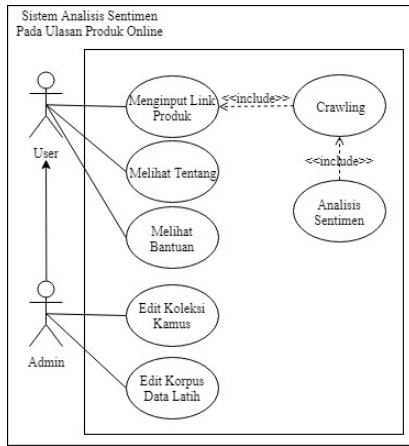 Sistem Analisis Sentimen
Pada Ulasan Produk Online
Menginput Link
Produk
<<include>>
Crawling
User
Melihat Tentang
<<include>>
Melihat
Bantuan
Analisis
Sentimen
Edit Koleksi
Kamus
Admin
Edit Korpus
Data Latih